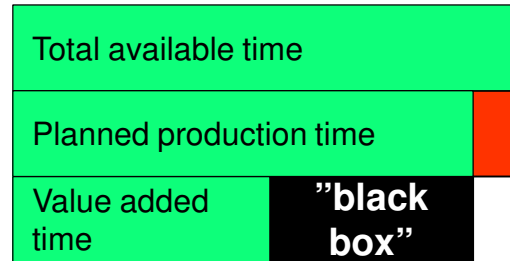 Total available time
Planned production time
Value added
time
”black
box”